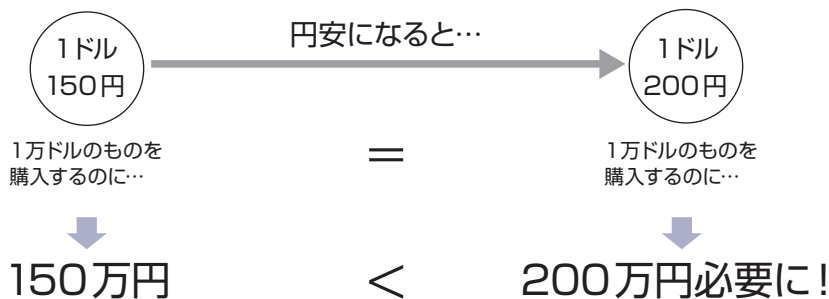 円安になると…
1ドル
150円
1ドル
200円
1万ドルのものを
購入するのに…
=
1万ドルのものを
購入するのに…
150万円
<
200万円必要に!